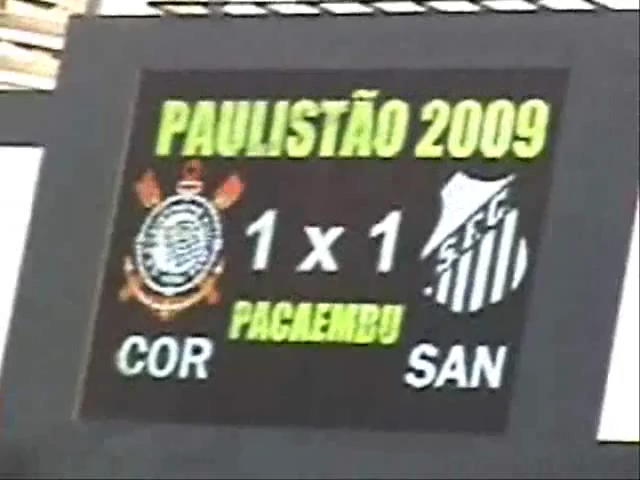 PAULISTÃO 2009
1 x 1
S.F.C
PACAEMBU
COR SAN